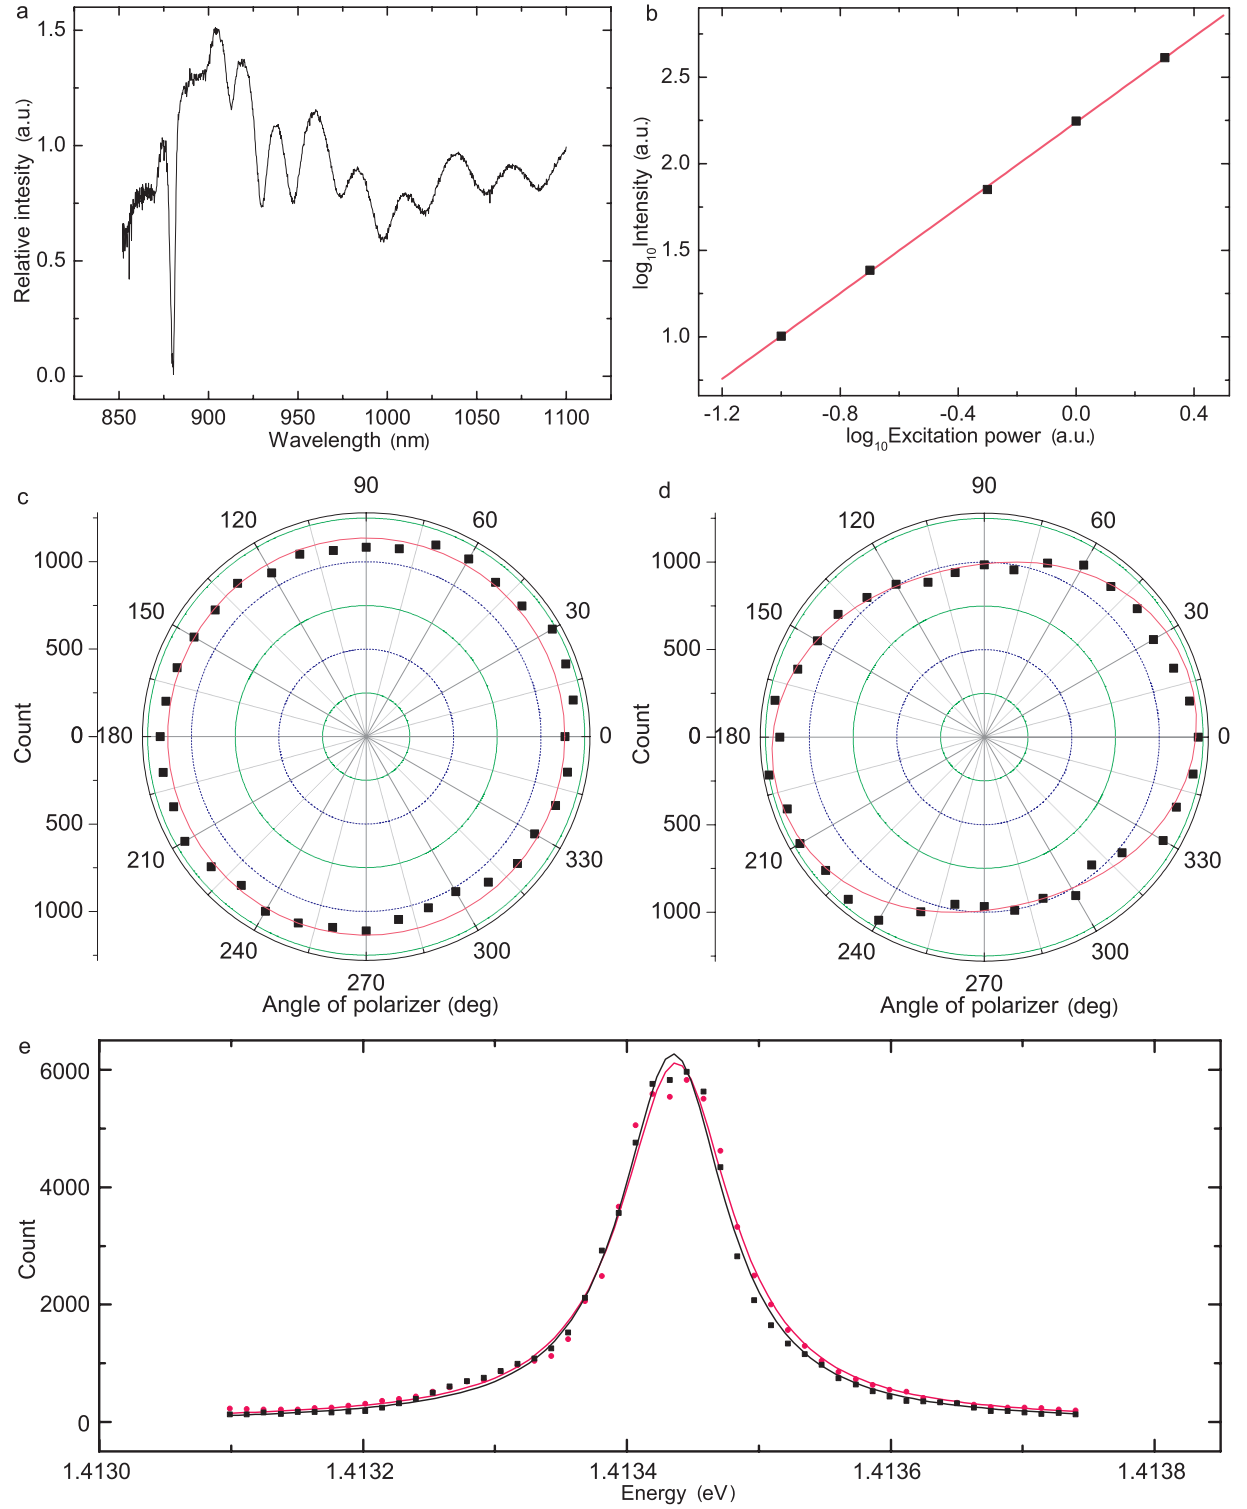 a
1.5
1.0
0.5
0.0
Relative intesity (a.u.)
850 900 950 1000 1050 1100
Wavelength (nm)
b
2.5
2.0
1.5
1.0
log10Intensity (a.u.)
-1.2 -0.8 -0.4 0.0 0.4
log10Excitation power (a.u.)
c
90
120 60
1000
150 30
500
Count
0 180 0
500
210 330
1000
240 300
270
Angle of polarizer (deg)
d
90
120 60
1000
150 30
500
Count
0 180 0
500
210 330
1000
240 300
270
Angle of polarizer (deg)
e
6000
4000
2000
0
Count
1.4130 1.4132 1.4134 1.4136 1.4138
Energy (eV)